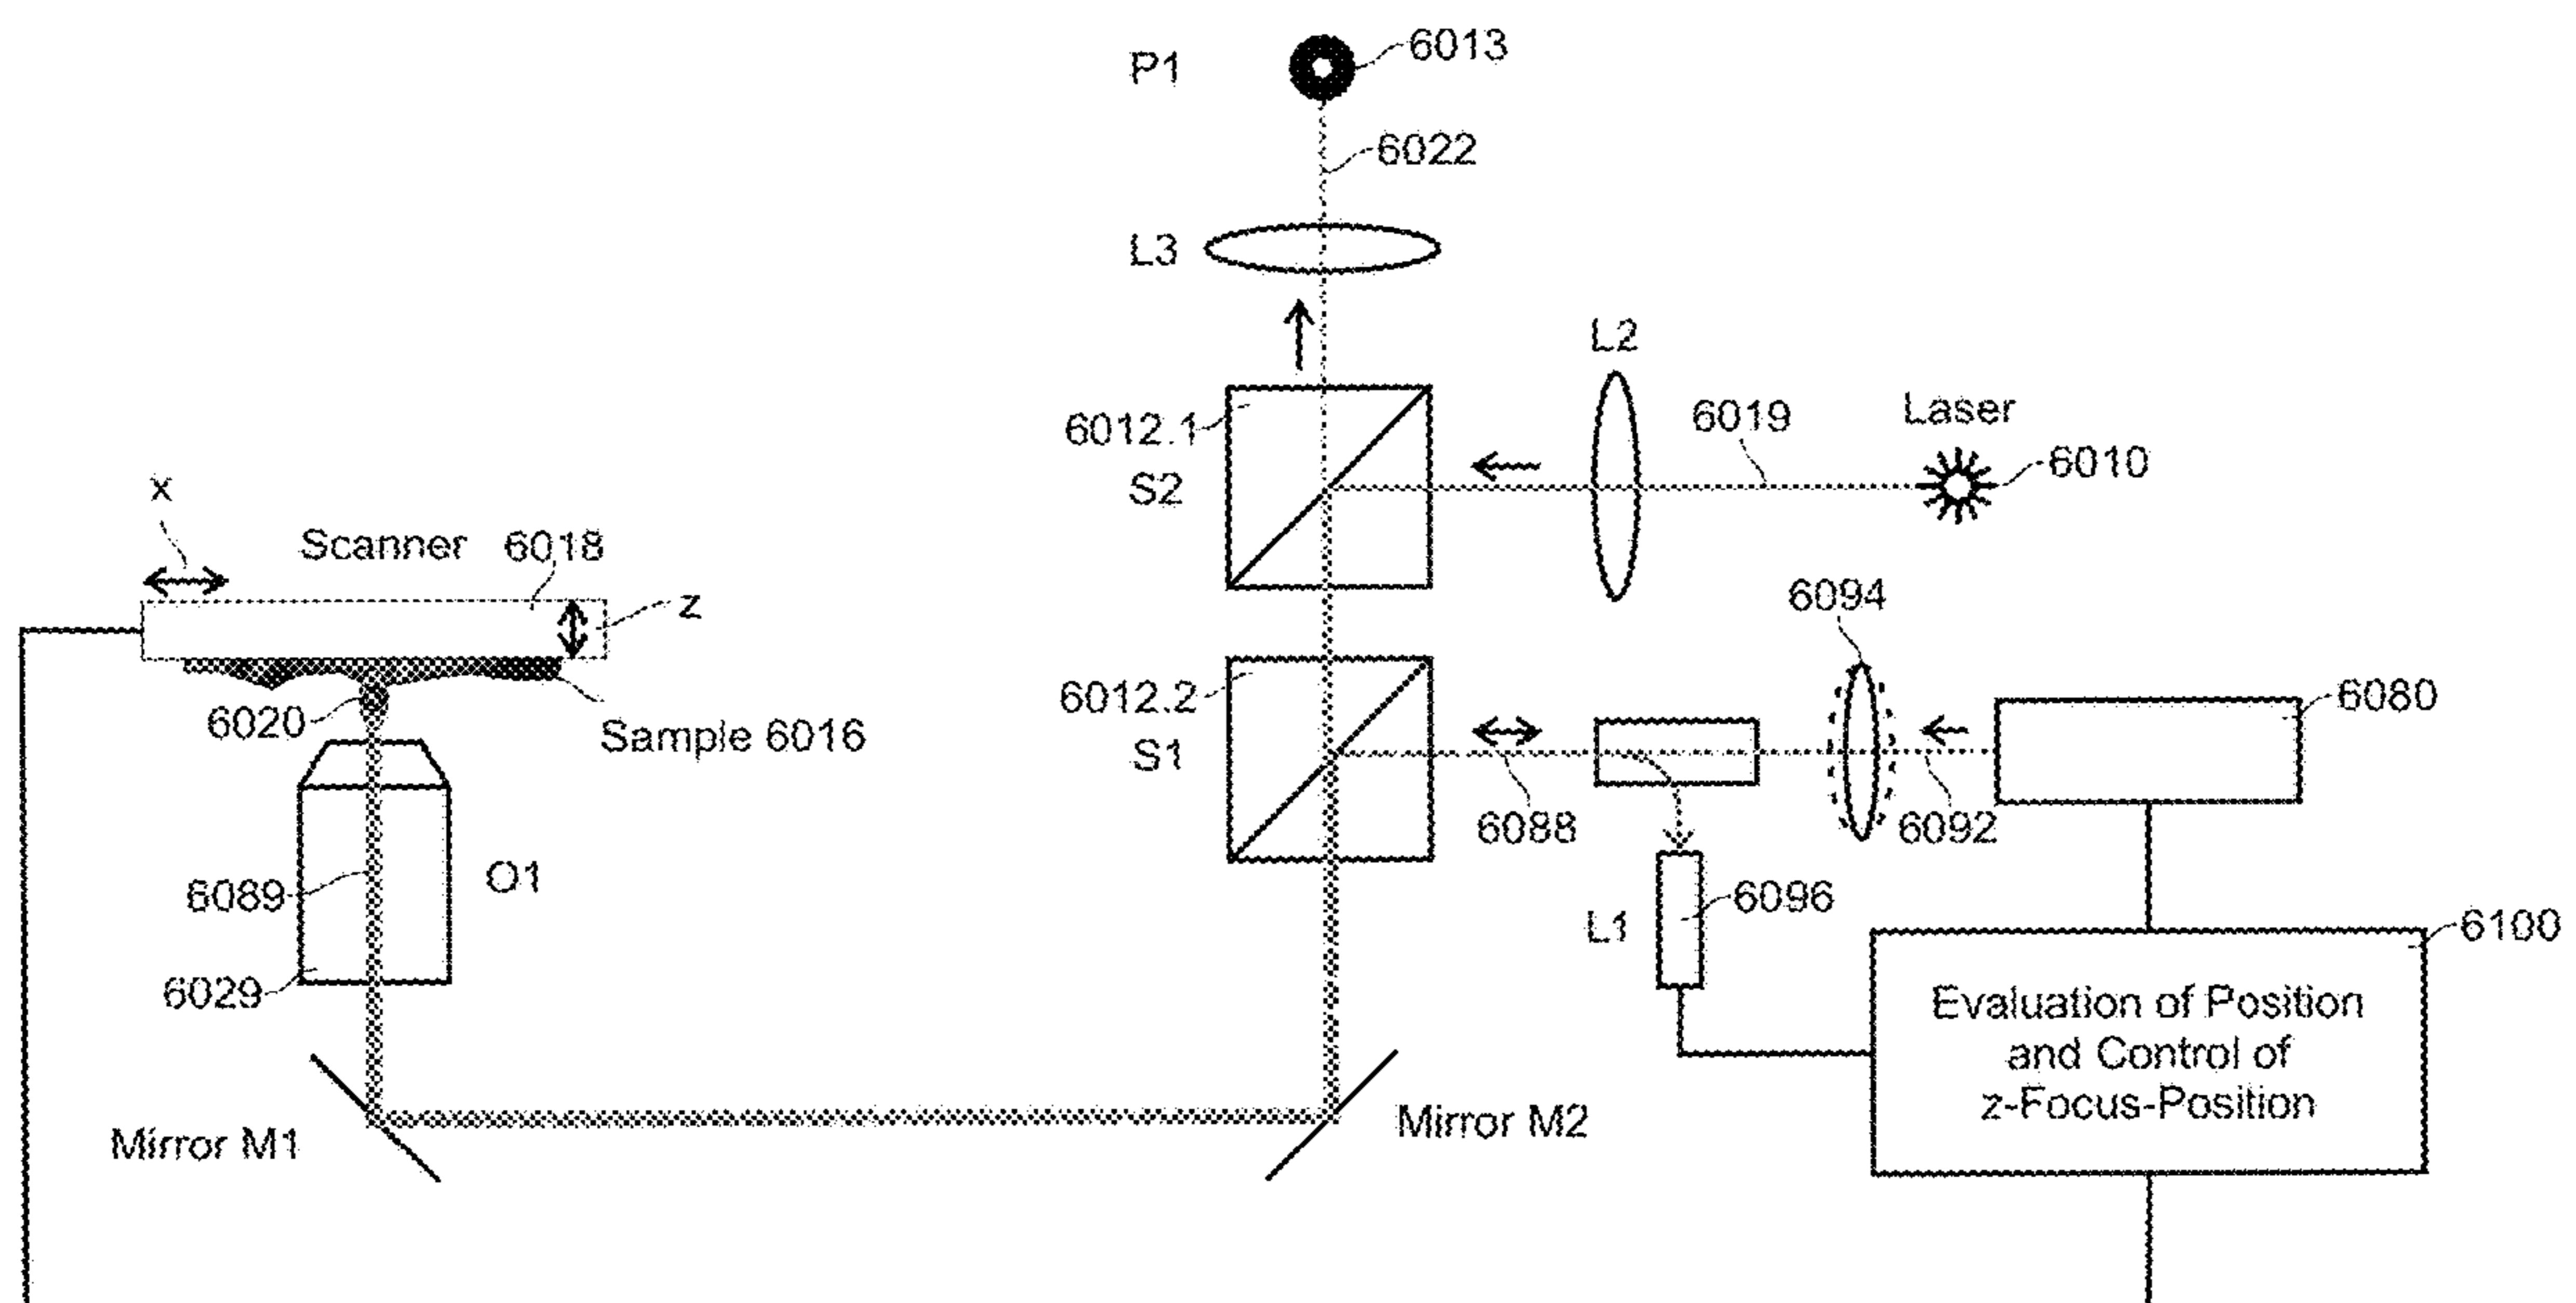 P1
6013
6022
L3
L2
6012.1
S2
6019
Laser
6010
x
Scanner 6018
z
6094
6012.2
S1
6080
6020
Sample 6016
6088
6092
6089
O1
6029
L1
6096
6100
Evaluation of Position
and Control of
z-Focus-Position
Mirror M1
Mirror M2